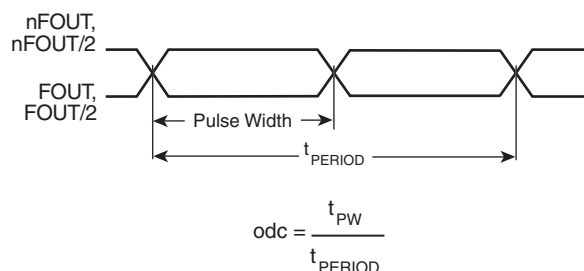 nFOUT,
nFOUT/2
FOUT,
FOUT/2
Pulse Width
tPERIOD
odc = tPW
tPERIOD